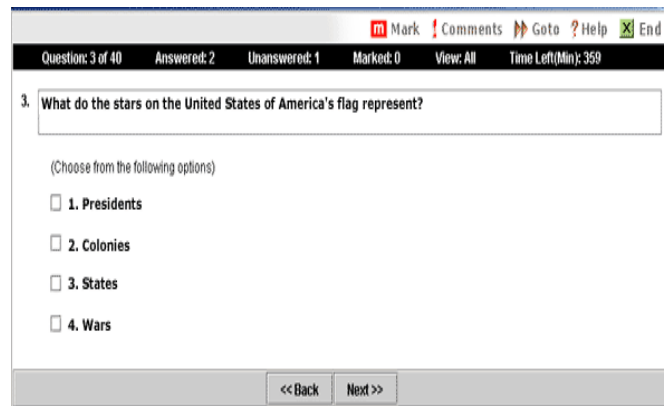 m Mark ! Comments Goto ? Help X End
Question: 3 of 40 Answered: 2 Unanswered: 1 Marked: 0 View: All Time Left(Min): 359
3. What do the stars on the United States of America's flag represent?
(Choose from the following options)
1. Presidents
2. Colonies
3. States
4. Wars
<< Back Next >>